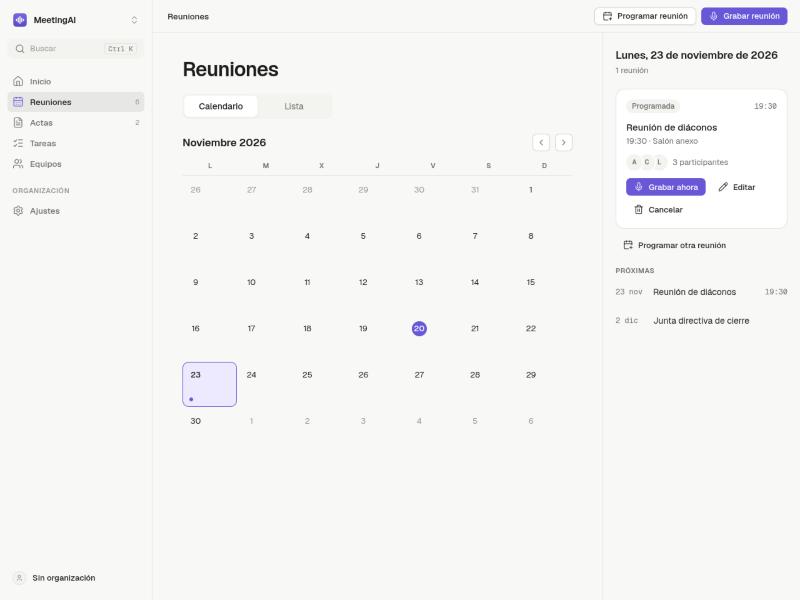 MeetingAI
Buscar
Ctrl K
Inicio
Reuniones 6
Actas 2
Tareas
Equipos
ORGANIZACIÓN
Ajustes
Sin organización
Reuniones
Programar reunión
Grabar reunión
Reuniones
Calendario
Lista
Noviembre 2026
L M X J V S D
26 27 28 29 30 31 1
2 3 4 5 6 7 8
9 10 11 12 13 14 15
16 17 18 19 20 21 22
23 24 25 26 27 28 29
30 1 2 3 4 5 6
Lunes, 23 de noviembre de 2026
1 reunión
Programada 19:30
Reunión de diáconos
19:30 · Salón anexo
A C L 3 participantes
Grabar ahora
Editar
Cancelar
Programar otra reunión
PRÓXIMAS
23 nov Reunión de diáconos 19:30
2 dic Junta directiva de cierre